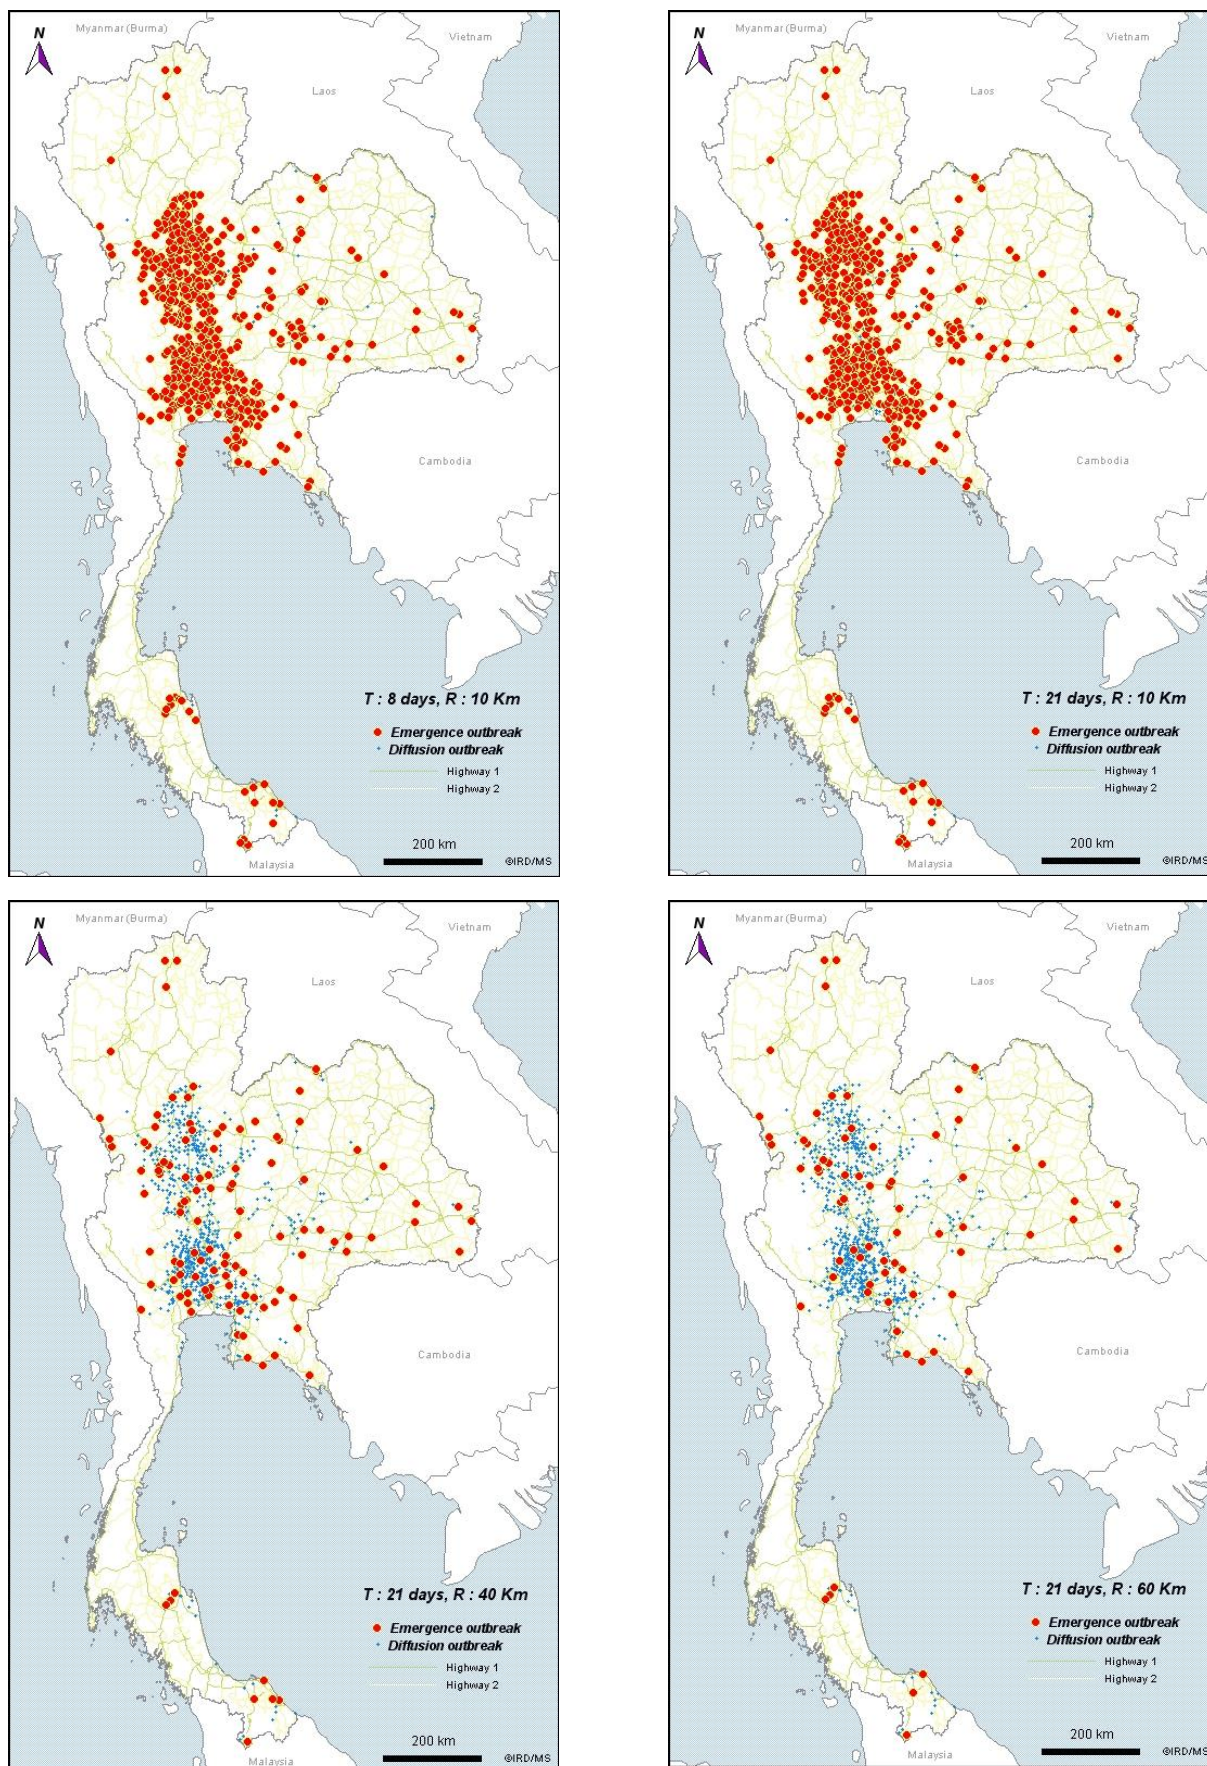 N
Myanmar (Burma)
Vietnam
Laos
Cambodia
T : 8 days, R : 10 Km
Emergence outbreak
Diffusion outbreak
Highway 1
Highway 2
200 km
Malaysia
©IRD/MS
N
Myanmar (Burma)
Vietnam
Laos
Cambodia
T : 21 days, R : 10 Km
Emergence outbreak
Diffusion outbreak
Highway 1
Highway 2
200 km
Malaysia
©IRD/MS
N
Myanmar (Burma)
Vietnam
Laos
Cambodia
T : 21 days, R : 40 Km
Emergence outbreak
Diffusion outbreak
Highway 1
Highway 2
200 km
Malaysia
©IRD/MS
N
Myanmar (Burma)
Vietnam
Laos
Cambodia
T : 21 days, R : 60 Km
Emergence outbreak
Diffusion outbreak
Highway 1
Highway 2
200 km
Malaysia
©IRD/MS